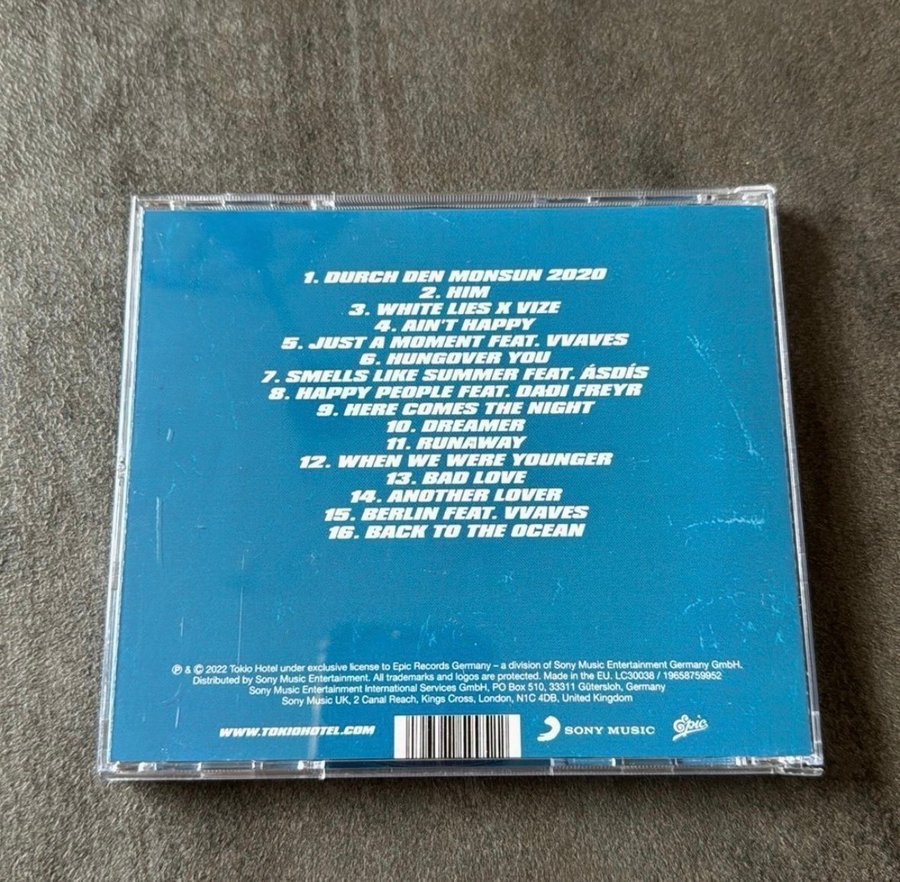 1. DURCH DEN MONSUN 2020
2. HIM
3. WHITE LIES X VIZE
4. AIN'T HAPPY
5. JUST A MOMENT FEAT. VVAVES
6. HUNGOVER YOU
7. SMELLS LIKE SUMMER FEAT. ÁSDÍS
8. HAPPY PEOPLE FEAT. DAÐI FREYR
9. HERE COMES THE NIGHT
10. DREAMER
11. RUNAWAY
12. WHEN WE WERE YOUNGER
13. BAD LOVE
14. ANOTHER LOVER
15. BERLIN FEAT. VVAVES
16. BACK TO THE OCEAN
℗ & © 2022 Tokio Hotel under exclusive license to Epic Records Germany – a division of Sony Music Entertainment Germany GmbH.
Distributed by Sony Music Entertainment. All trademarks and logos are protected. Made in the EU. LC30038 / 19658759952
Sony Music Entertainment International Services GmbH, PO Box 510, 33311 Gütersloh, Germany
Sony Music UK, 2 Canal Reach, Kings Cross, London, N1C 4DB, United Kingdom
WWW.TOKIOHOTEL.COM
SONY MUSIC
Epic